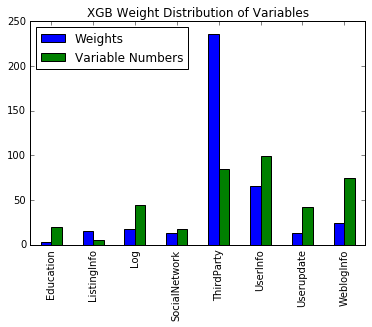 XGB Weight Distribution of Variables
250
200
150
100
50
0
Weights
Variable Numbers
Education
ListingInfo
Log
SocialNetwork
ThirdParty
UserInfo
Userupdate
WeblogInfo